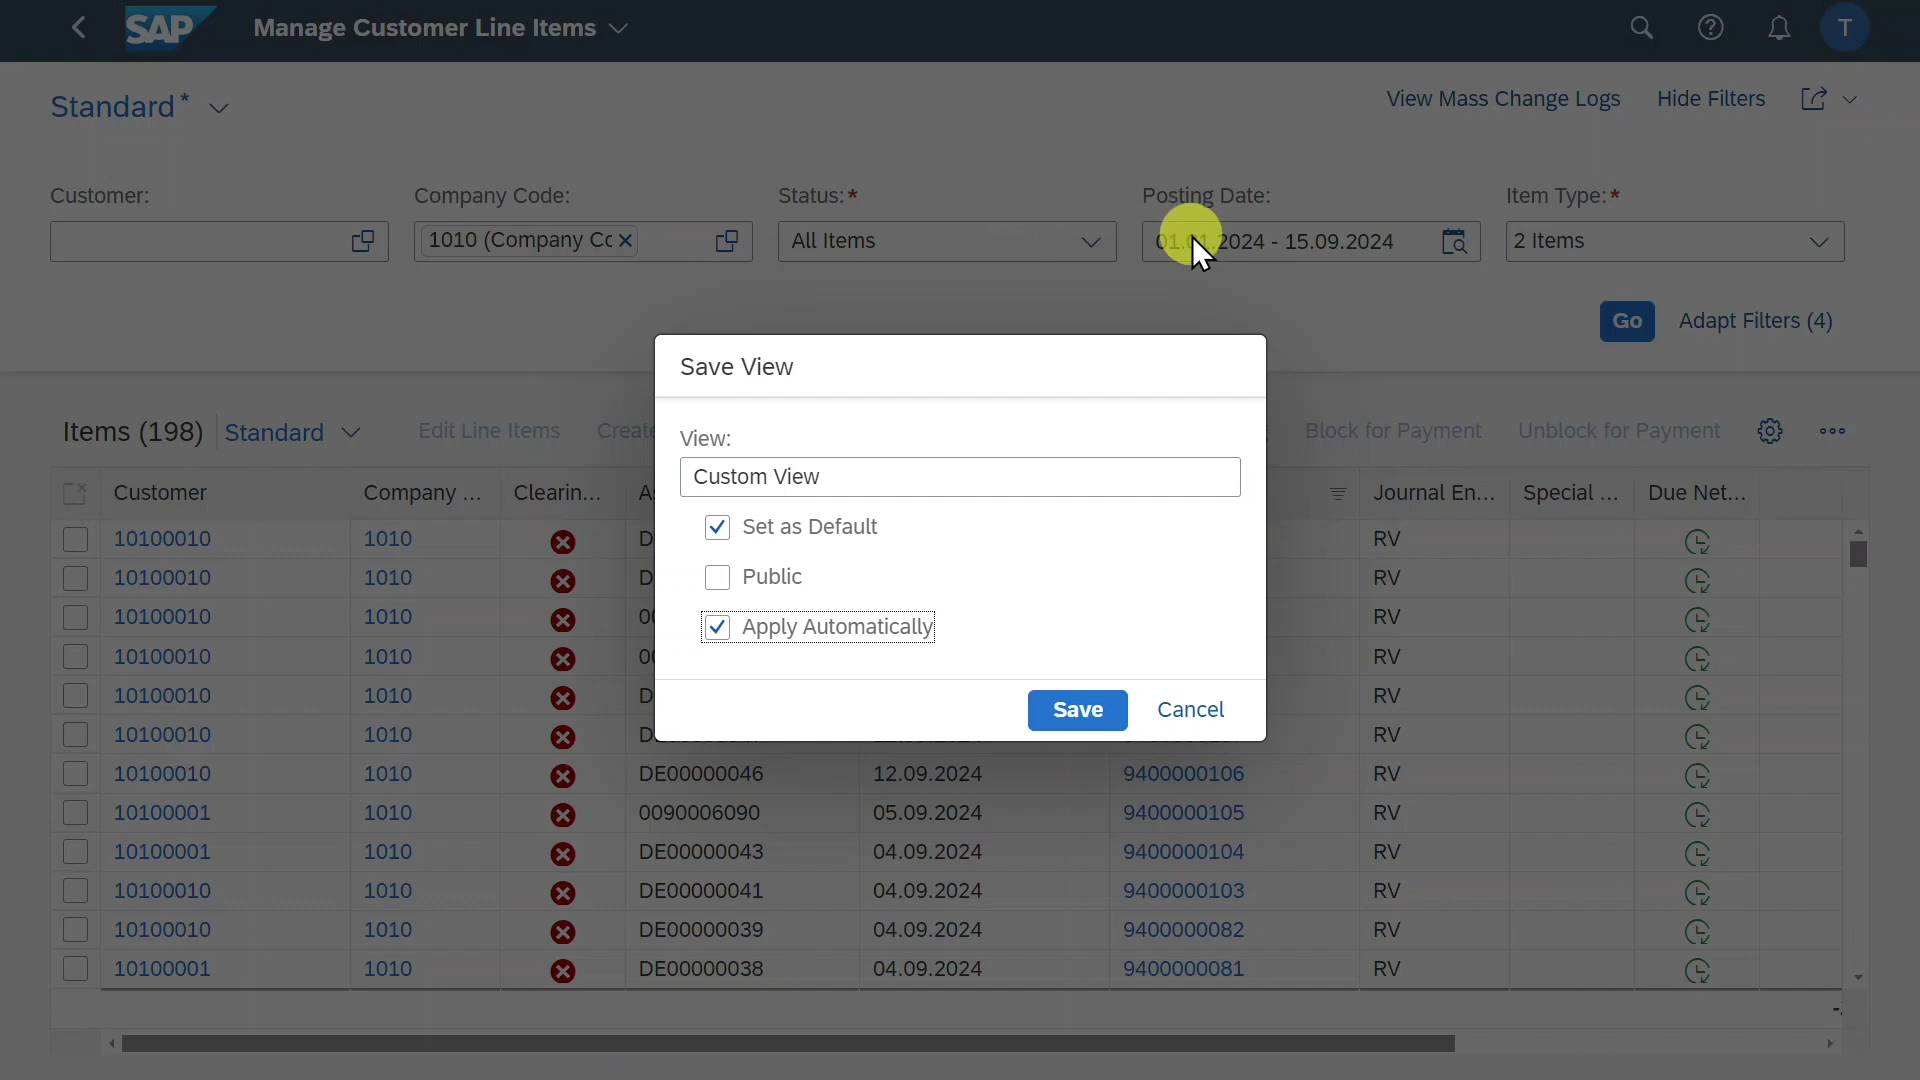 SAP Manage Customer Line Items T
Standard* View Mass Change Logs Hide Filters
Customer: Company Code: Status:* Posting Date: Item Type:*
1010 (Company Cc All Items 01.01.2024 - 15.09.2024 2 Items
Go Adapt Filters (4)
Save View
Items (198) Standard Edit Line Items Block for Payment Unblock for Payment
View:
Custom View
Customer Company ... Clearin... Journal En... Special ... Due Net...
Set as Default
10100010 1010 RV
Public
10100010 1010 RV
10100010 1010 RV
Apply Automatically
10100010 1010 RV
10100010 1010 RV
Save Cancel
10100010 1010 RV
10100010 1010 DE00000046 12.09.2024 9400000106 RV
10100001 1010 0090006090 05.09.2024 9400000105 RV
10100001 1010 DE00000043 04.09.2024 9400000104 RV
10100010 1010 DE00000041 04.09.2024 9400000103 RV
10100010 1010 DE00000039 04.09.2024 9400000082 RV
10100001 1010 DE00000038 04.09.2024 9400000081 RV